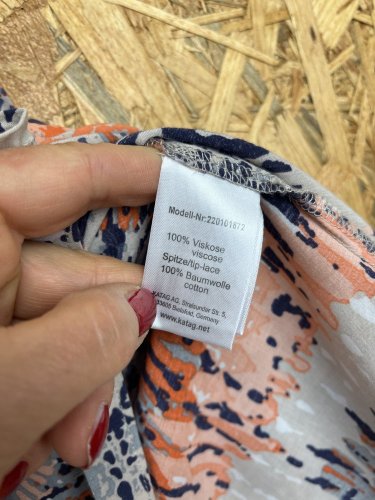 Modell-Nr:220101872
100% Viskose
viscose
Spitze/tip-lace
100% Baumwolle
cotton
KATAG AG, Stralsunder Str. 5,
33605 Bielefeld, Germany
www.katag.net